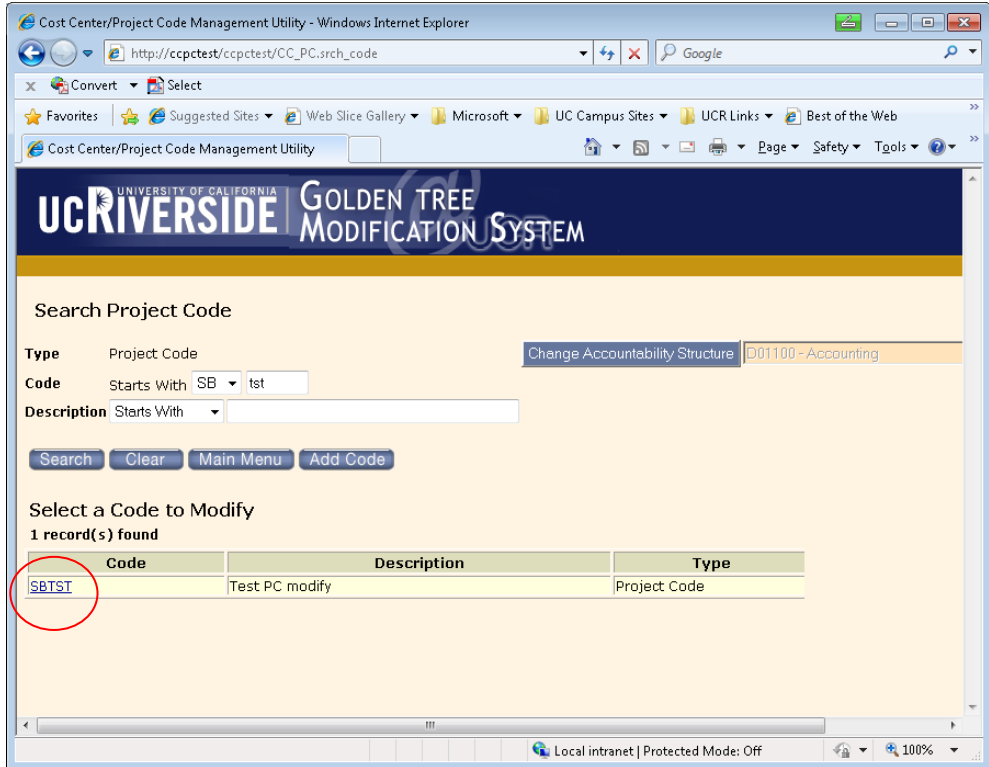 Cost Center/Project Code Management Utility - Windows Internet Explorer
http://ccpctest/ccpctest/CC_PC.srch_code Google
x Convert Select
Favorites Suggested Sites Web Slice Gallery Microsoft UC Campus Sites UCR Links Best of the Web
Cost Center/Project Code Management Utility Page Safety Tools
UNIVERSITY OF CALIFORNIA
UCRIVERSIDE
GOLDEN TREE
MODIFICATION SYSTEM
@UCR
Search Project Code
Type Project Code Change Accountability Structure D01100 - Accounting
Code Starts With SB tst
Description Starts With
Search Clear Main Menu Add Code
Select a Code to Modify
1 record(s) found
Code Description Type
SBTST Test PC modify Project Code
Local intranet | Protected Mode: Off 100%